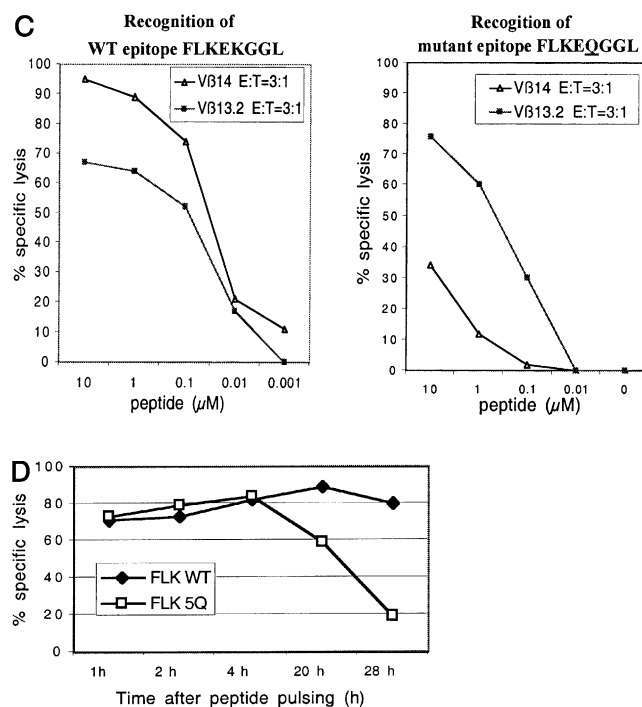 C
Recognition of
WT epitope FLKEKGGL
Vß14 E:T=3:1
Vß13.2 E:T=3:1
% specific lysis
100
90
80
70
60
50
40
30
20
10
0
10 1 0.1 0.01 0.001
peptide (µM)
Recogition of
mutant epitope FLKEQGGL
Vß14 E:T=3:1
Vß13.2 E:T=3:1
% specific lysis
100
90
80
70
60
50
40
30
20
10
0
10 1 0.1 0.01 0
peptide (µM)
D
% specific lysis
100
80
60
40
20
0
FLK WT
FLK 5Q
1h 2 h 4 h 20 h 28 h
Time after peptide pulsing (h)